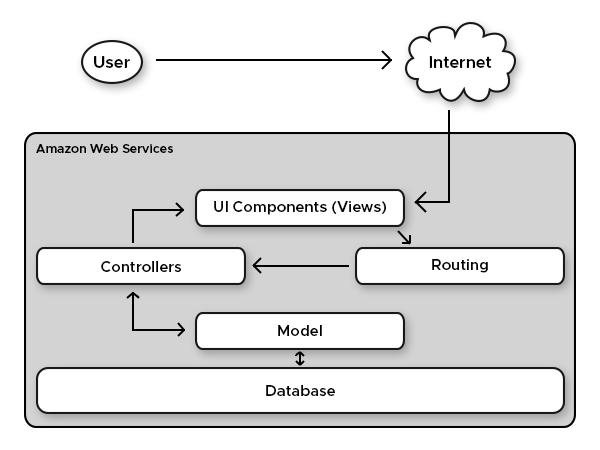 User
Internet
Amazon Web Services
UI Components (Views)
Controllers
Routing
Model
Database